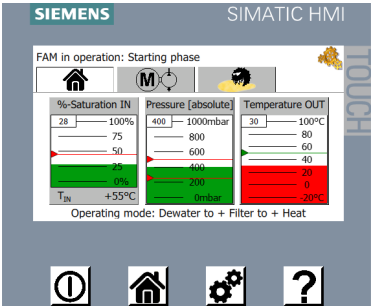 SIEMENS
SIMATIC HMI
TOUCH
FAM in operation: Starting phase
M
%-Saturation IN
Pressure [absolute]
Temperature OUT
28
100%
75
50
25
0%
TIN +55°C
400
1000mbar
800
600
400
200
0mbar
30
100°C
80
60
40
20
0
-20°C
Operating mode: Dewater to + Filter to + Heat
?